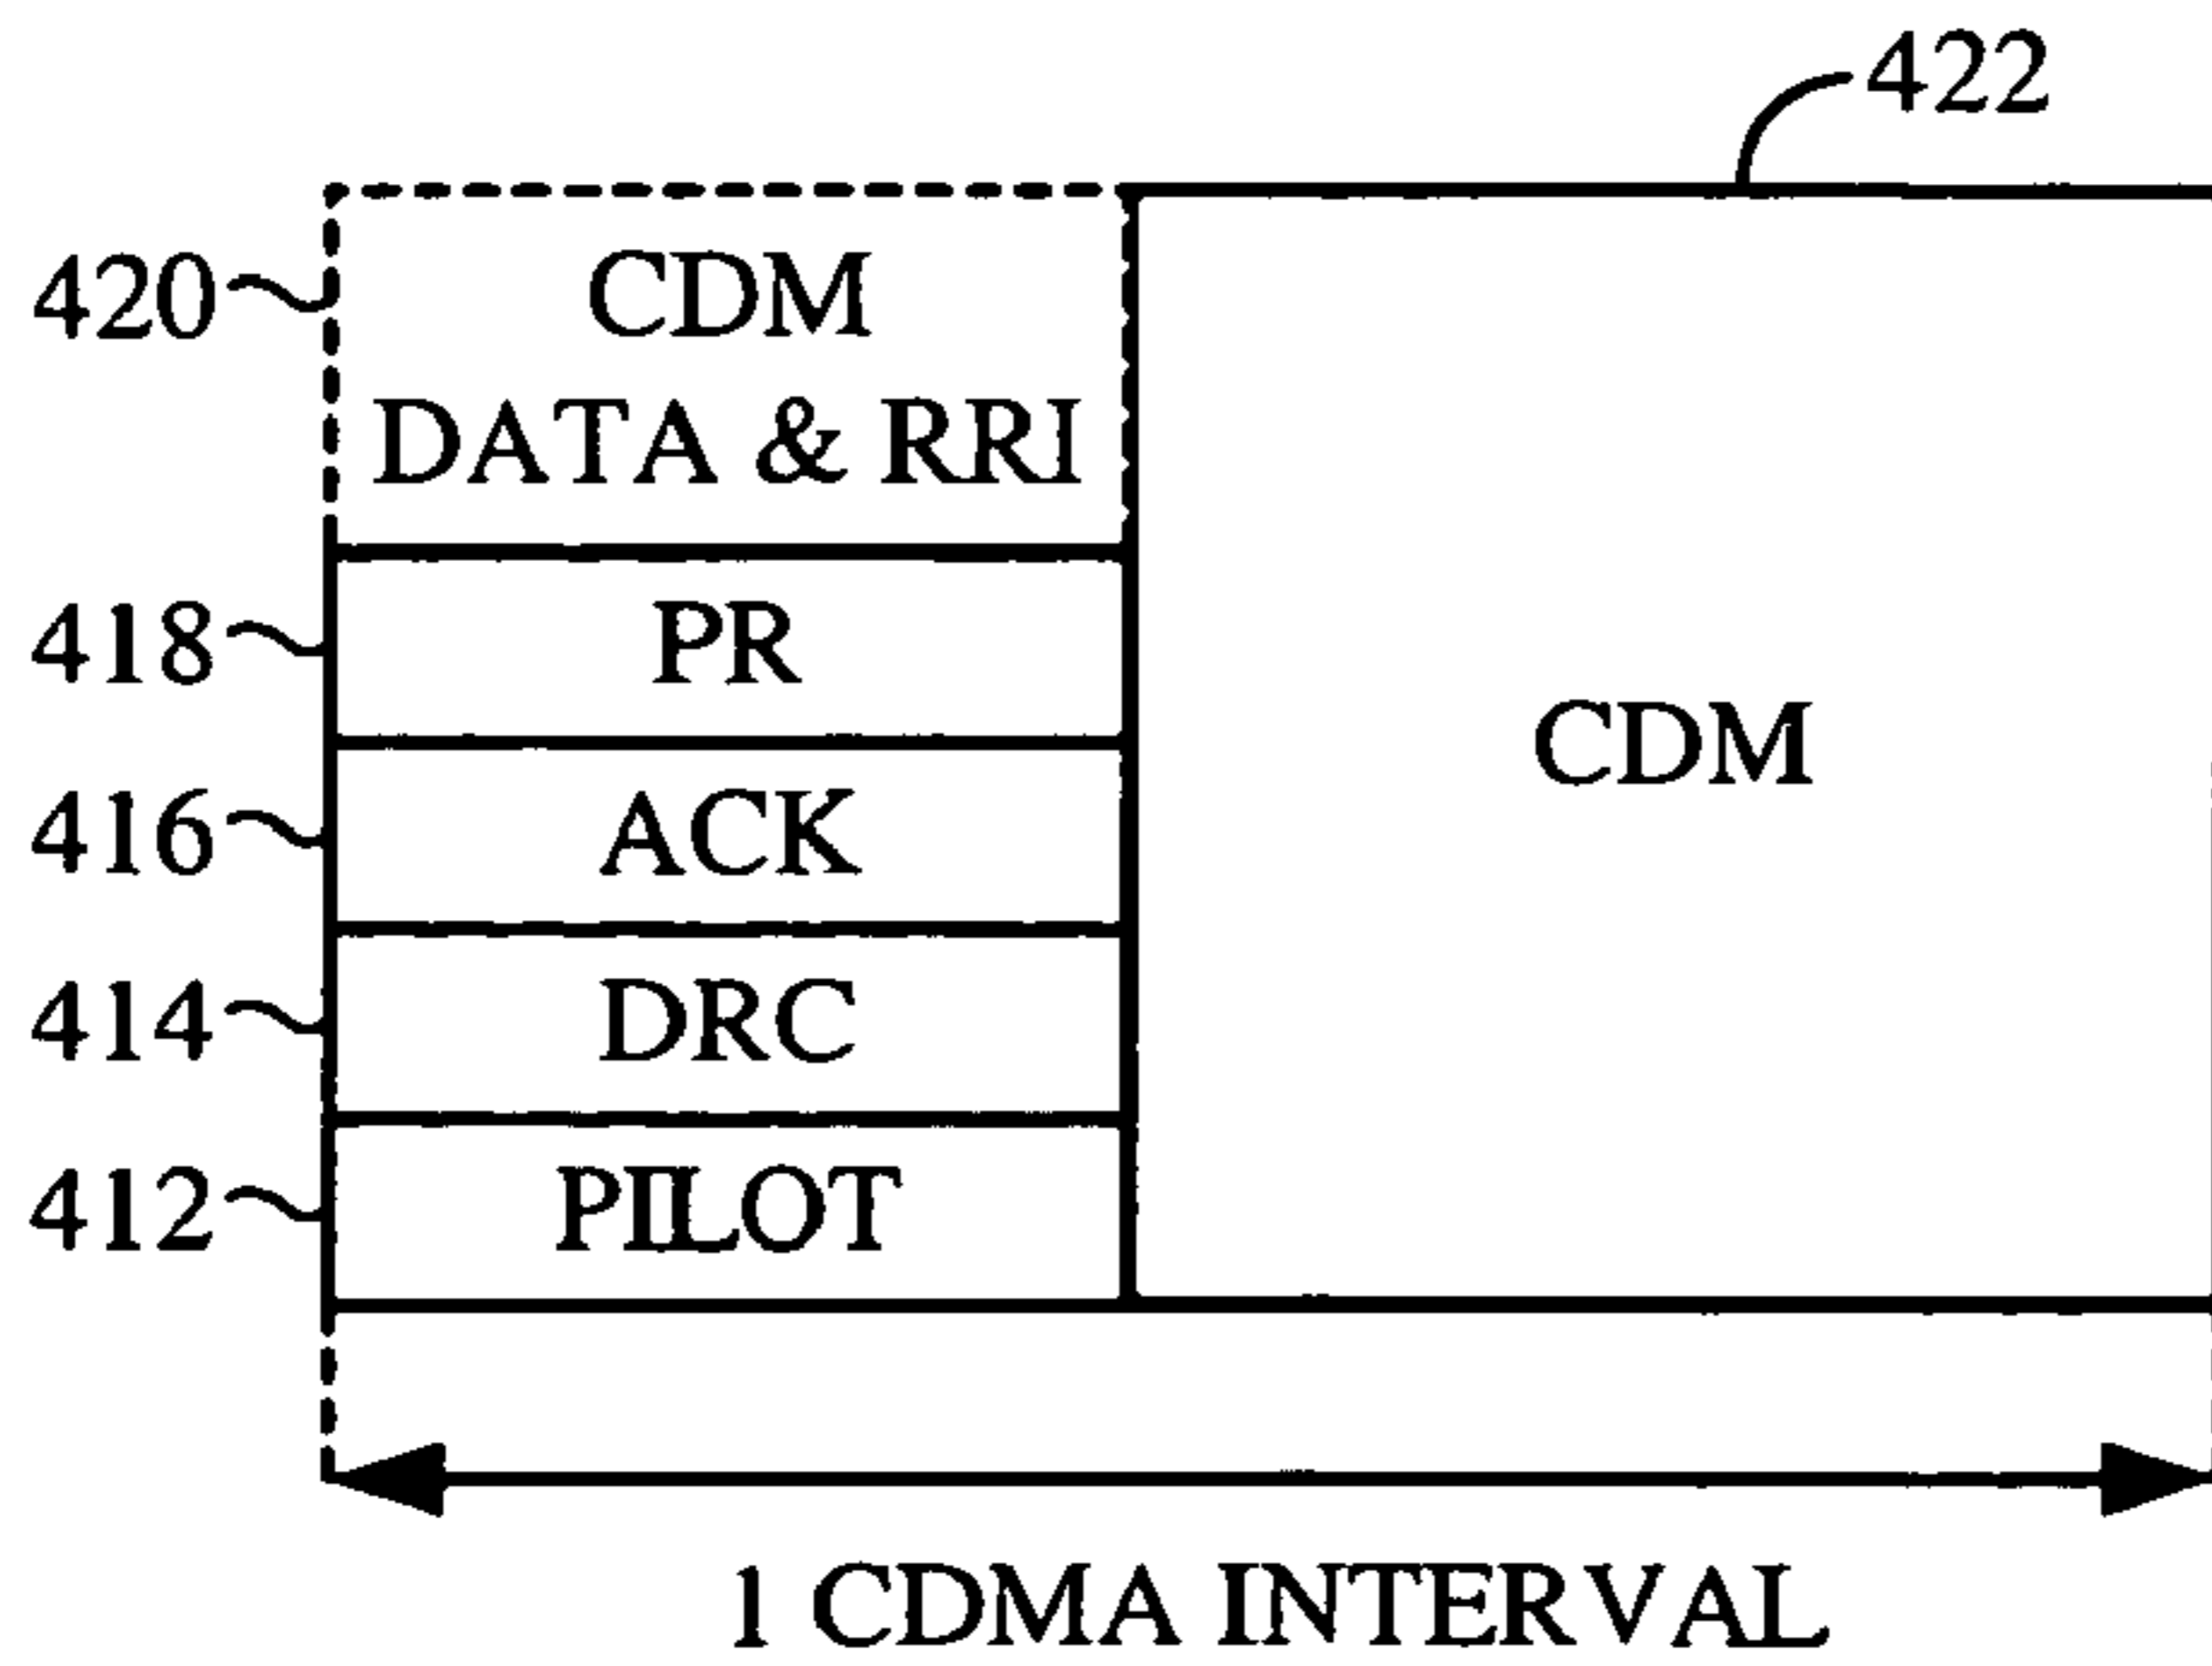 422
420
CDM
DATA & RRI
418
PR
CDM
416
ACK
414
DRC
412
PILOT
1 CDMA INTERVAL